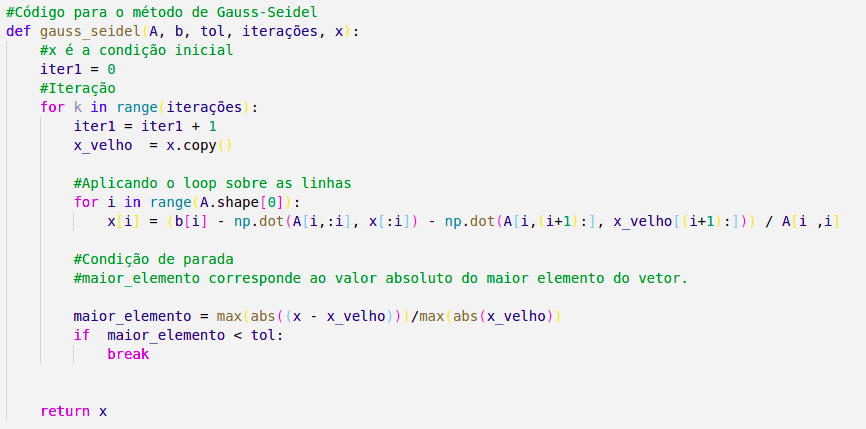 #Código para o método de Gauss-Seidel
def gauss_seidel(A, b, tol, iterações, x):
    #x é a condição inicial
    iter1 = 0
    #Iteração
    for k in range(iterações):
        iter1 = iter1 + 1
        x_velho  = x.copy()
        #Aplicando o loop sobre as linhas
        for i in range(A.shape[0]):
            x[i] = (b[i] - np.dot(A[i,:i], x[:i]) - np.dot(A[i,(i+1):], x_velho[(i+1):])) / A[i ,i]
        #Condição de parada
        #maior_elemento corresponde ao valor absoluto do maior elemento do vetor.
        maior_elemento = max(abs((x - x_velho)))/max(abs(x_velho))
        if  maior_elemento < tol:
            break
    return x